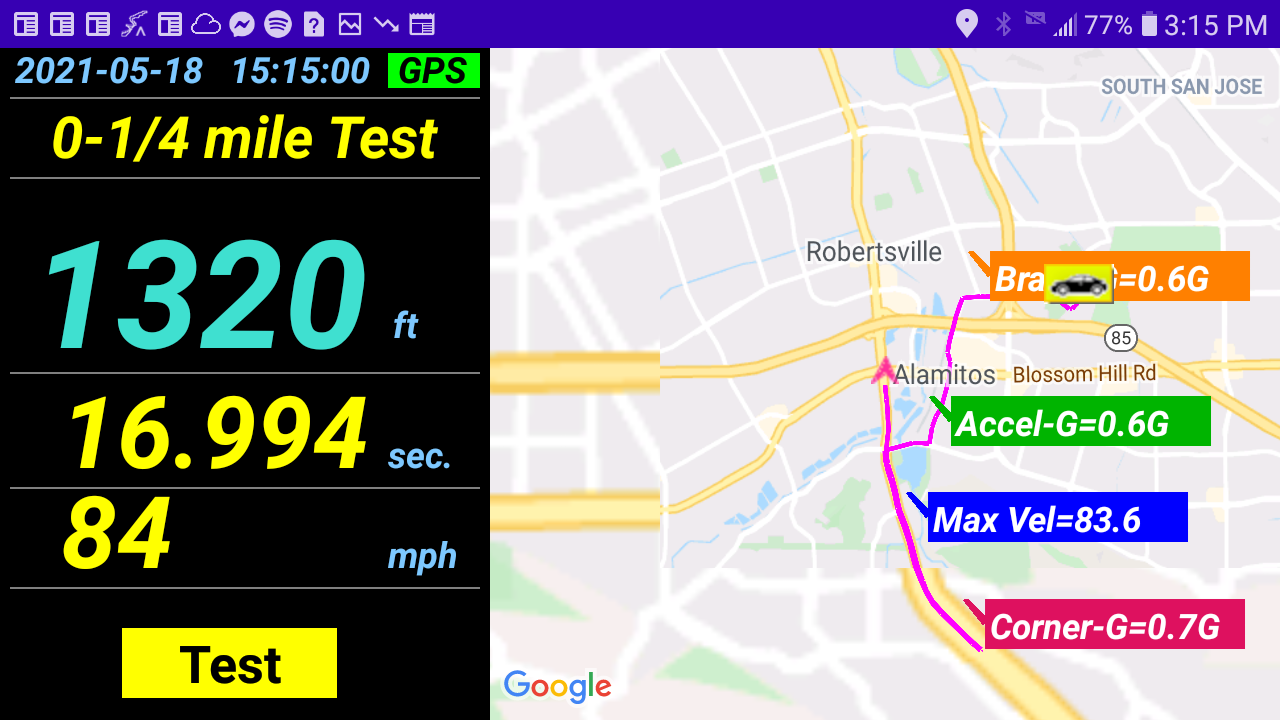 77% 3:15 PM
2021-05-18 15:15:00 GPS
0-1/4 mile Test
1320 ft
16.994 sec.
84 mph
Test
SOUTH SAN JOSE
Robertsville
Bra G=0.6G
85
Alamitos Blossom Hill Rd
Accel-G=0.6G
Max Vel=83.6
Corner-G=0.7G
Google